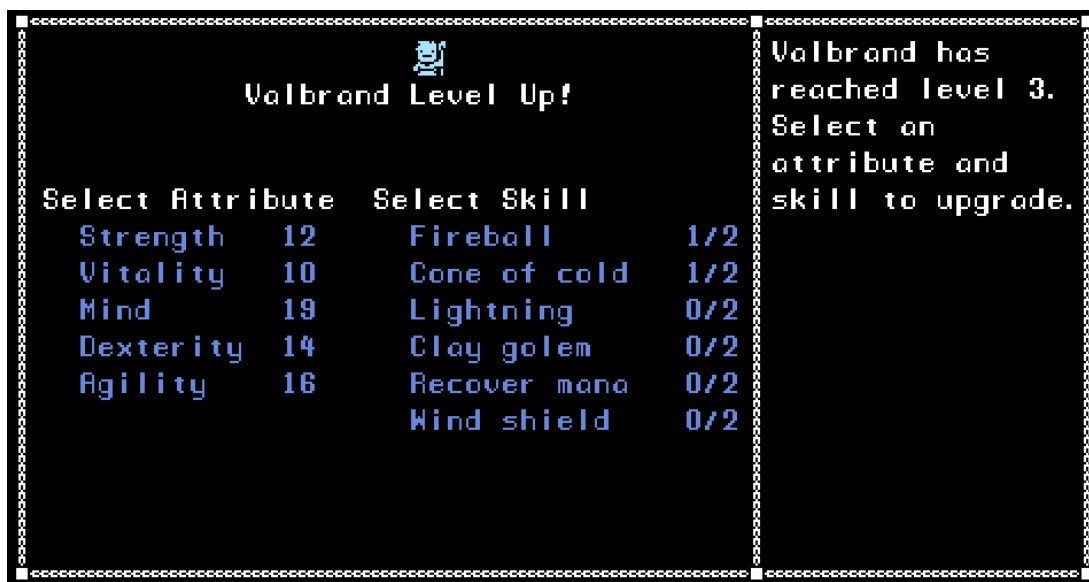 Valbrand Level Up!
Select Attribute Select Skill
Strength 12 Fireball 1/2
Vitality 10 Cone of cold 1/2
Mind 19 Lightning 0/2
Dexterity 14 Clay golem 0/2
Agility 16 Recover mana 0/2
Wind shield 0/2
Valbrand has
reached level 3.
Select an
attribute and
skill to upgrade.